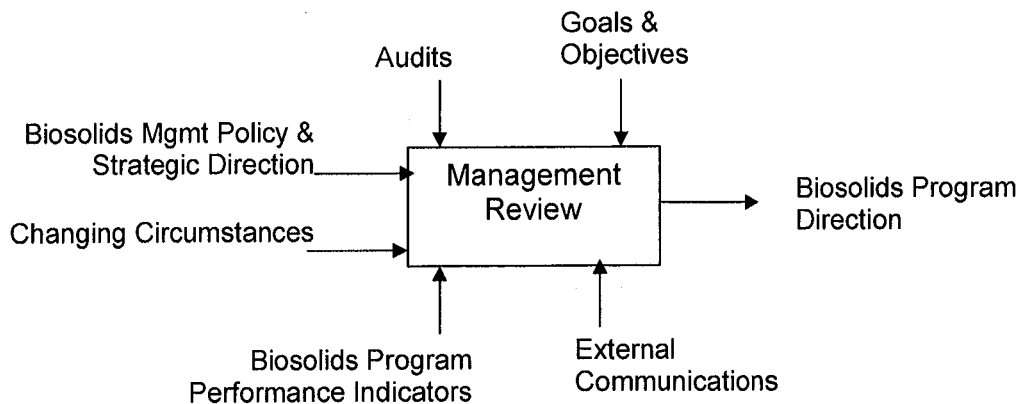 Goals &
Objectives
Audits
Biosolids Mgmt Policy &
Strategic Direction
Management
Review
Biosolids Program
Direction
Changing Circumstances
Biosolids Program
Performance Indicators
External
Communications